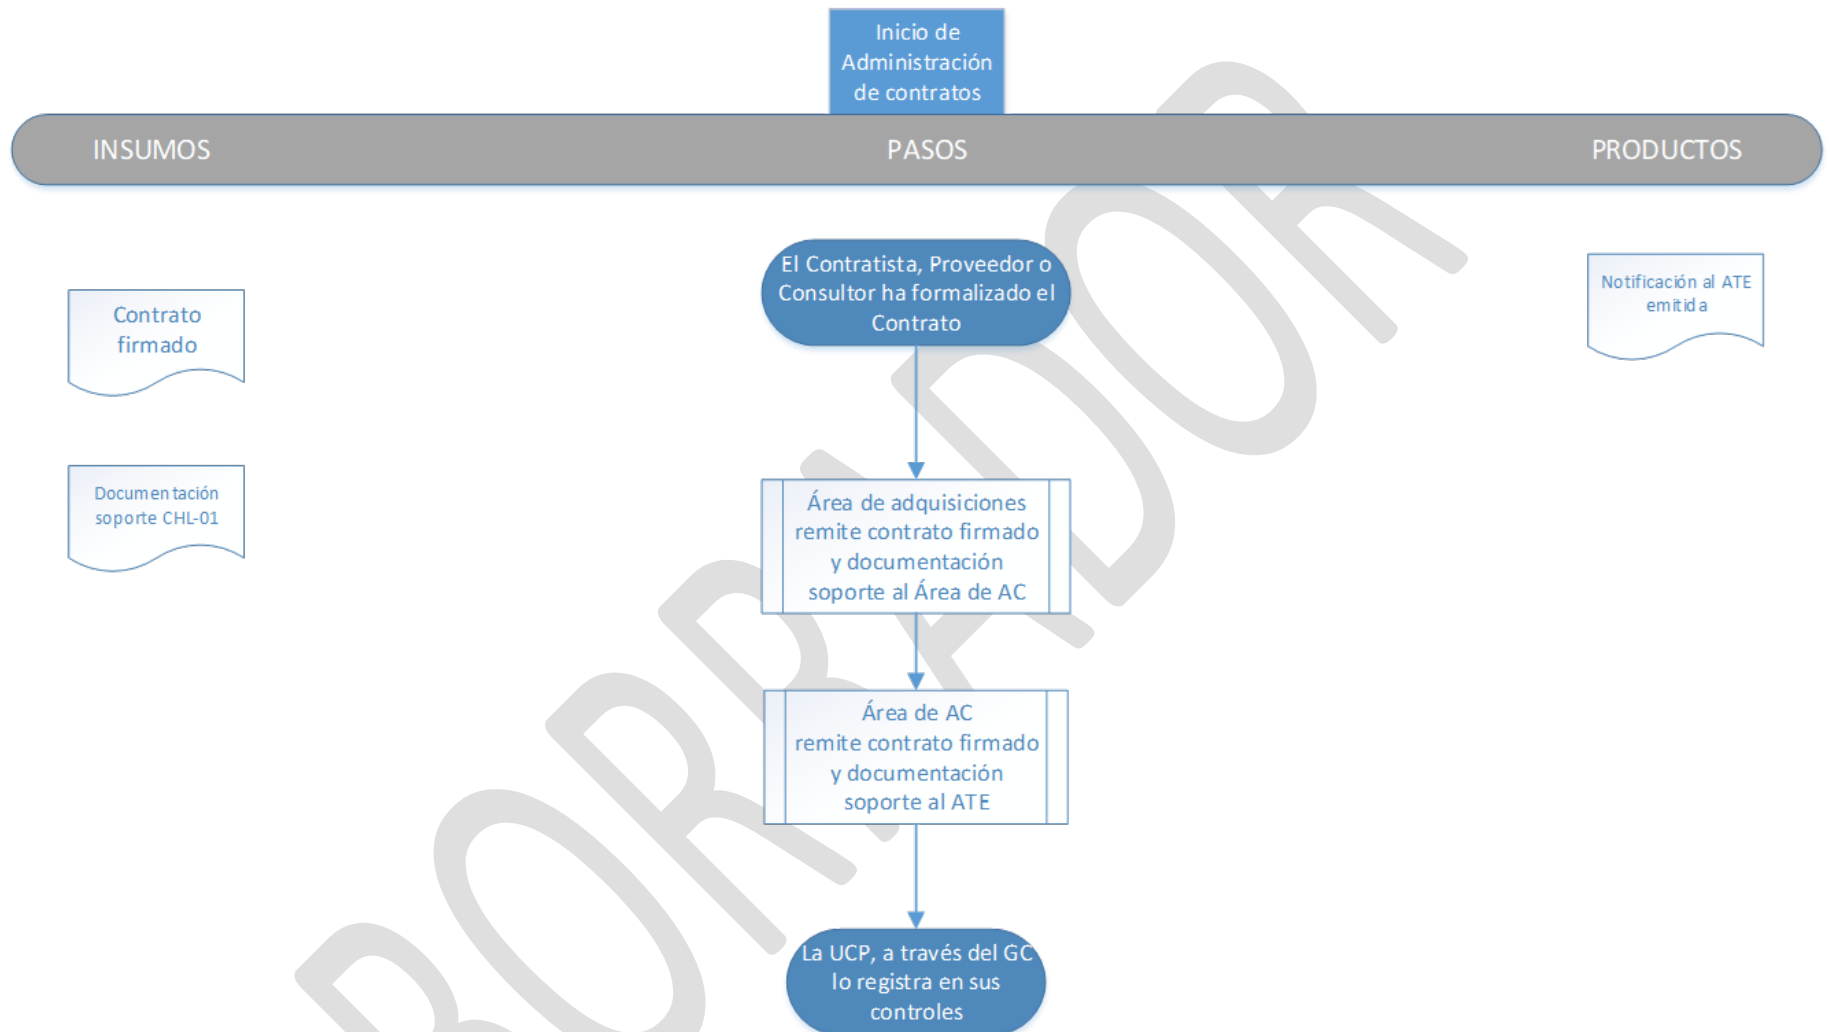 Inicio de
Administración
de contratos
INSUMOS
PASOS
PRODUCTOS
El Contratista, Proveedor o
Consultor ha formalizado el
Contrato
Notificación al ATE
emitida
Contrato
firmado
Documentación
soporte CHL-01
Área de adquisiciones
remite contrato firmado
y documentación
soporte al Área de AC
Área de AC
remite contrato firmado
y documentación
soporte al ATE
La UCP, a través del GC
lo registra en sus
controles
BORRADOR